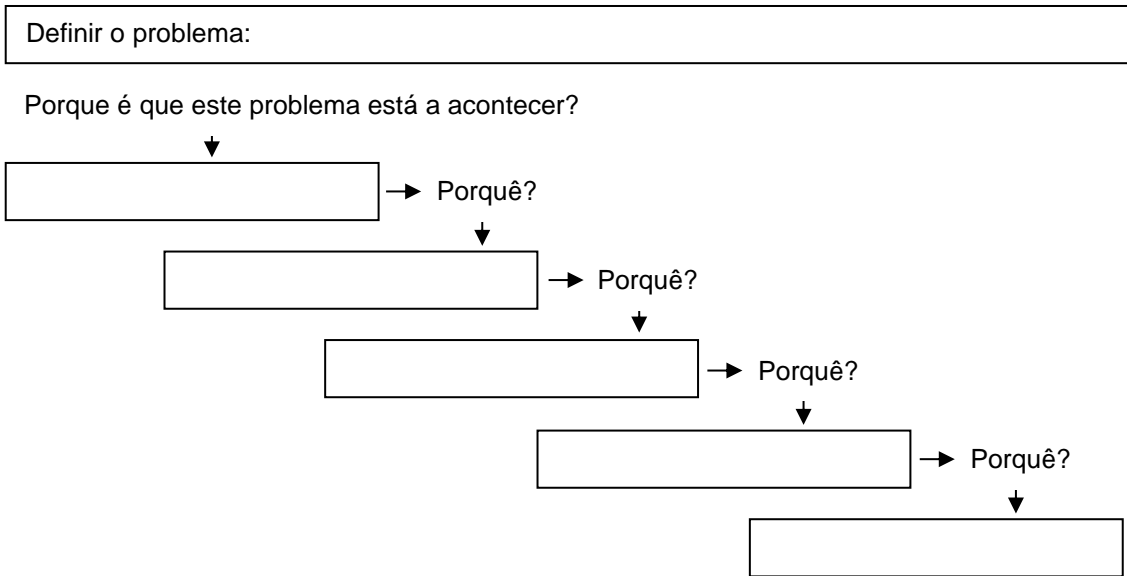 Definir o problema:
Porque é que este problema está a acontecer?
Porquê?
Porquê?
Porquê?
Porquê?